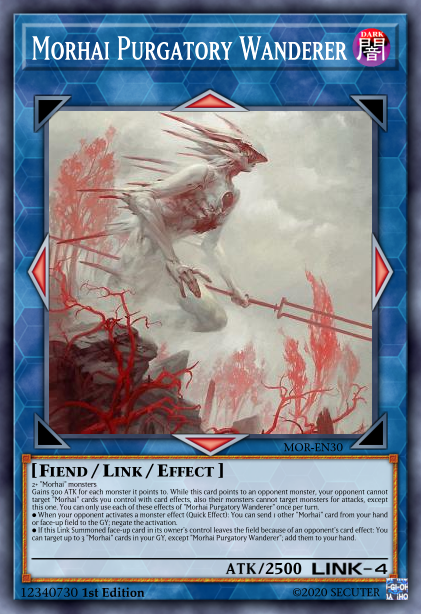 Morhai Purgatory Wanderer
DARK
闇
MOR-EN30
[ Fiend / Link / Effect ]
2+ "Morhai" monsters
Gains 500 ATK for each monster it points to. While this card points to an opponent monster, your opponent cannot
target "Morhai" cards you control with card effects, also their monsters cannot target monsters for attacks, except
this one. You can only use each of these effects of "Morhai Purgatory Wanderer" once per turn.
● When your opponent activates a monster effect (Quick Effect): You can send 1 other "Morhai" card from your hand
or face-up field to the GY; negate the activation.
● If this Link Summoned face-up card in its owner's control leaves the field because of an opponent's card effect: You
can target up to 3 "Morhai" cards in your GY, except "Morhai Purgatory Wanderer"; add them to your hand.
ATK/2500 LINK-4
12340730 1st Edition
©2020 SECUTER